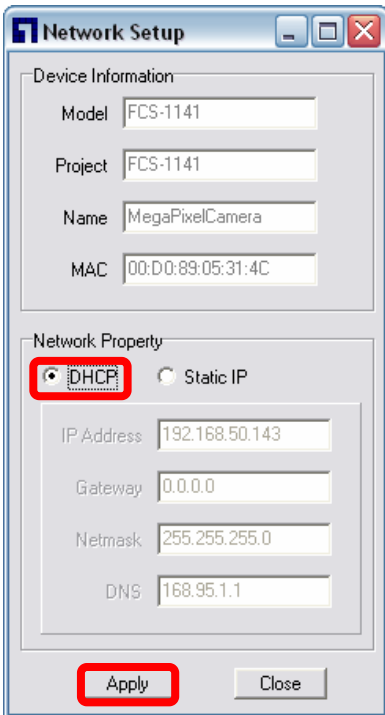 Network Setup
Device Information
Model FCS-1141
Project FCS-1141
Name MegaPixelCamera
MAC 00:D0:89:05:31:4C
Network Property
DHCP Static IP
IP Address 192.168.50.143
Gateway 0.0.0.0
Netmask 255.255.255.0
DNS 168.95.1.1
Apply Close